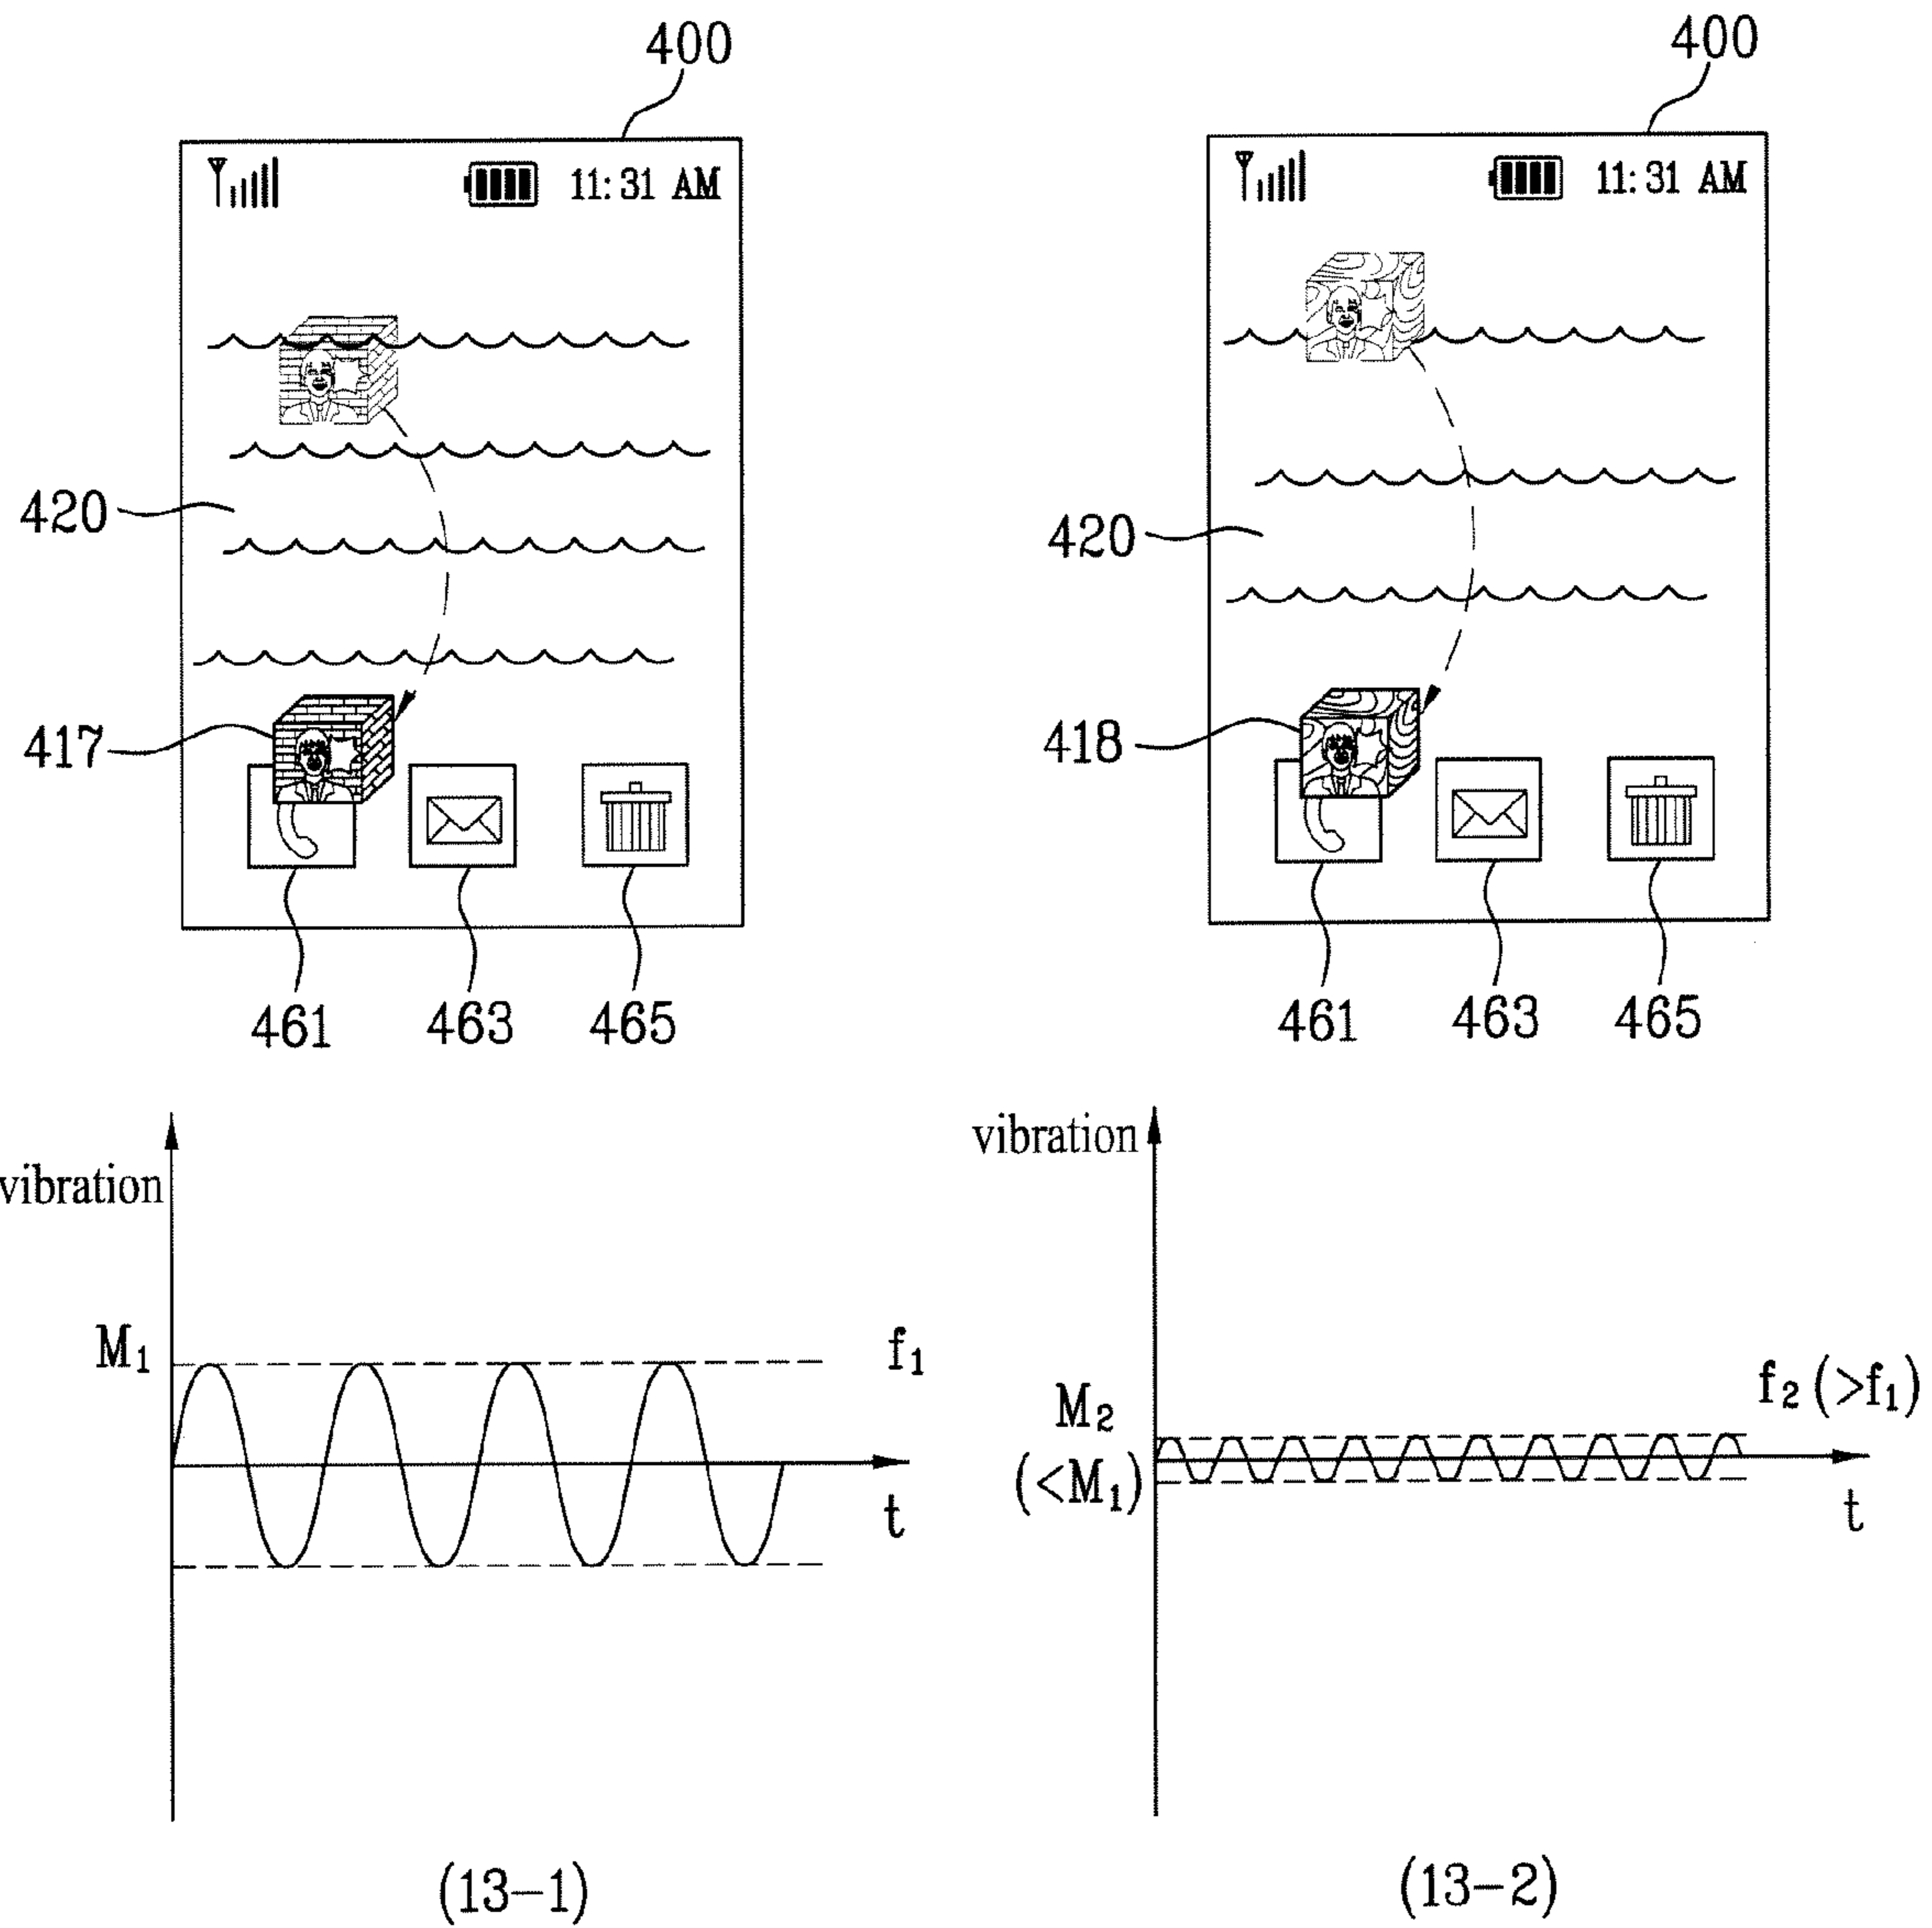 400
11:31 AM
420
417
461
463
465
400
11:31 AM
420
418
461
463
465
vibration
M₁
f₁
t
(13-1)
vibration
M₂
(<M₁)
f₂(>f₁)
t
(13-2)